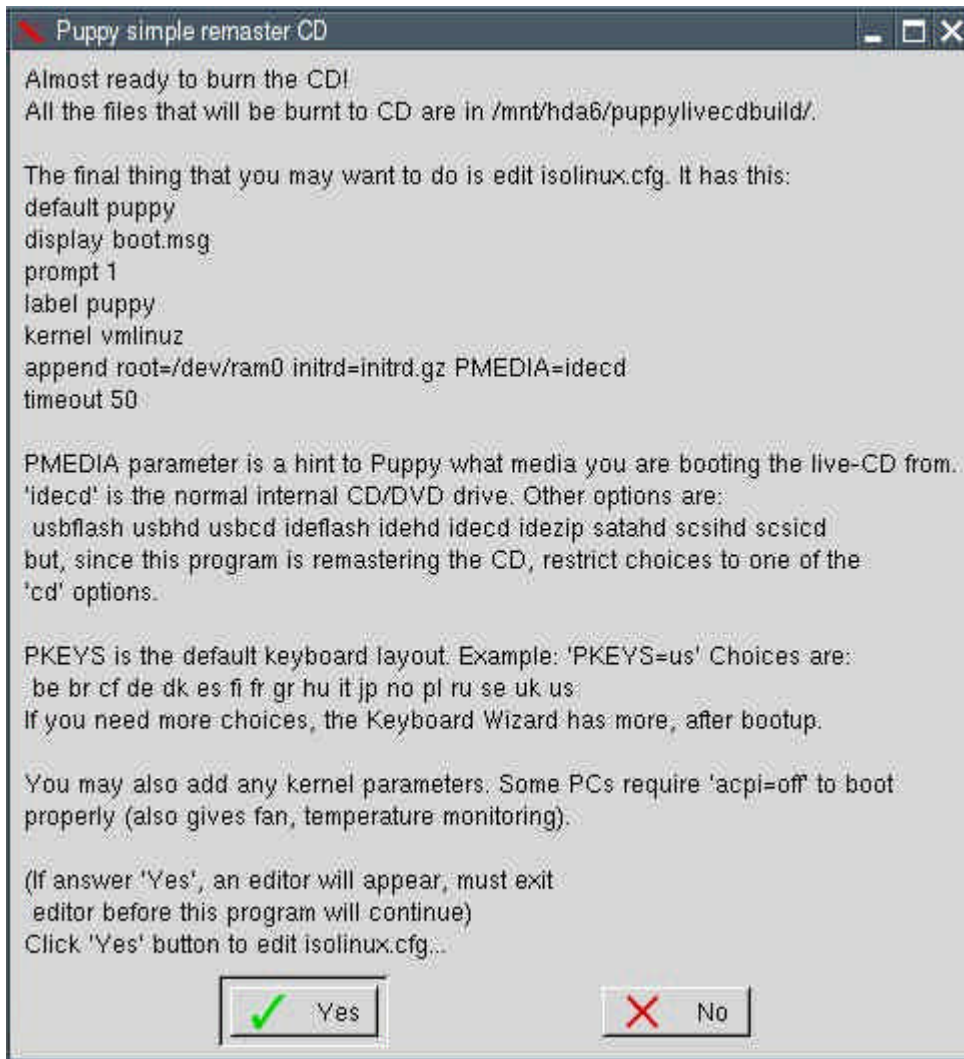 Puppy simple remaster CD
Almost ready to burn the CD!
All the files that will be burnt to CD are in /mnt/hda6/puppylivecdbuild/.
The final thing that you may want to do is edit isolinux.cfg. It has this:
default puppy
display boot.msg
prompt 1
label puppy
kernel vmlinuz
append root=/dev/ram0 initrd=initrd.gz PMEDIA=idecd
timeout 50
PMEDIA parameter is a hint to Puppy what media you are booting the live-CD from.
'idecd' is the normal internal CD/DVD drive. Other options are:
usbflash usbhd usbcd ideflash idehd idecd idezip satahd scsihd scsicd
but, since this program is remastering the CD, restrict choices to one of the
'cd' options.
PKEYS is the default keyboard layout. Example: 'PKEYS=us' Choices are:
be br cf de dk es fi fr gr hu it jp no pl ru se uk us
If you need more choices, the Keyboard Wizard has more, after bootup.
You may also add any kernel parameters. Some PCs require 'acpi=off' to boot
properly (also gives fan, temperature monitoring).
(If answer 'Yes', an editor will appear, must exit
editor before this program will continue)
Click 'Yes' button to edit isolinux.cfg...
Yes No